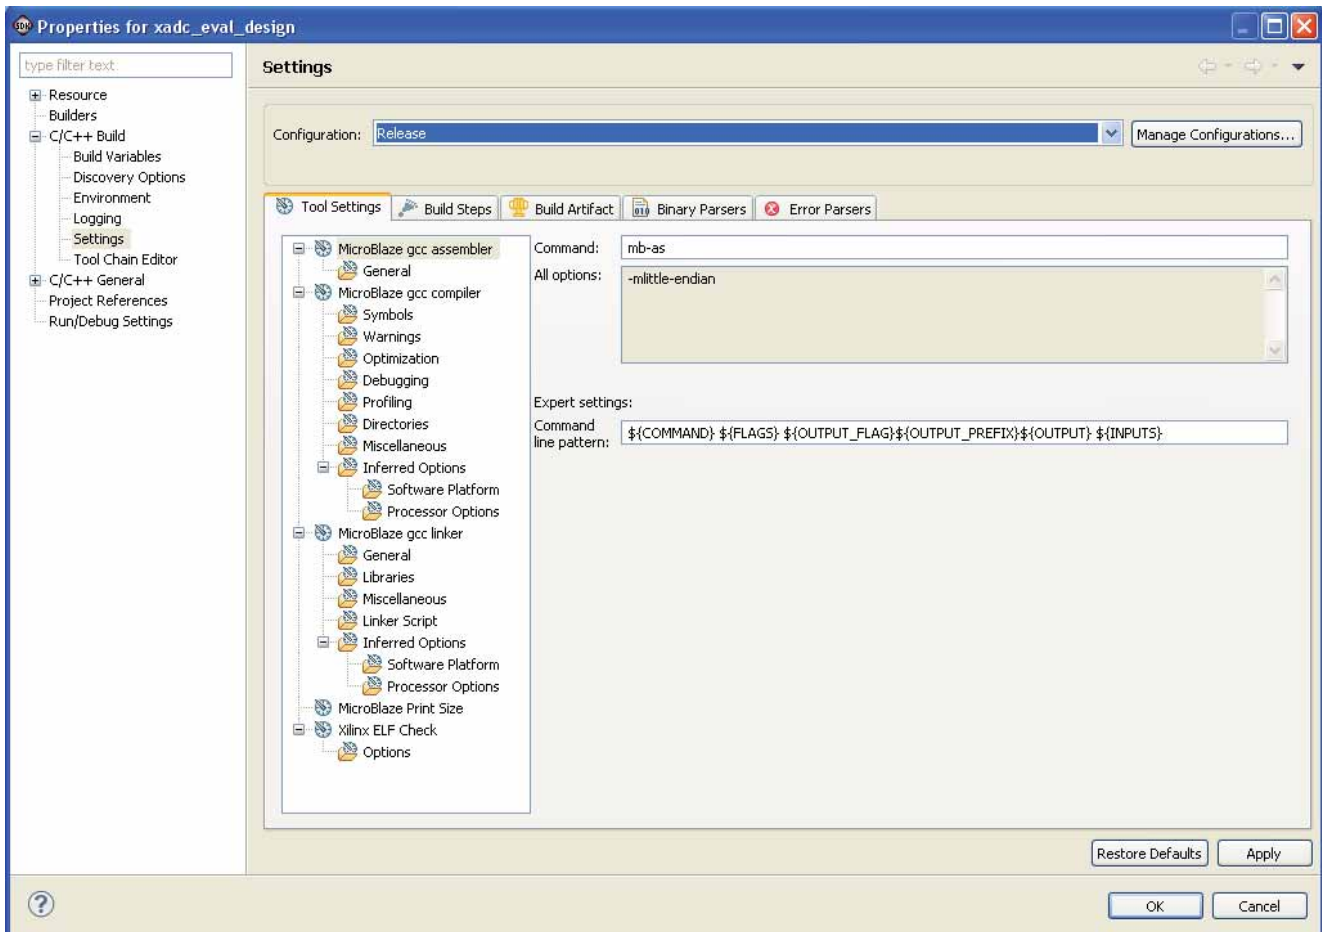 SDK Properties for xadc_eval_design
type filter text
Settings
Resource
Builders
C/C++ Build
Build Variables
Discovery Options
Environment
Logging
Settings
Tool Chain Editor
C/C++ General
Project References
Run/Debug Settings
Configuration: Release Manage Configurations...
Tool Settings Build Steps Build Artifact 010 Binary Parsers Error Parsers
MicroBlaze gcc assembler
General
MicroBlaze gcc compiler
Symbols
Warnings
Optimization
Debugging
Profiling
Directories
Miscellaneous
Inferred Options
Software Platform
Processor Options
MicroBlaze gcc linker
General
Libraries
Miscellaneous
Linker Script
Inferred Options
Software Platform
Processor Options
MicroBlaze Print Size
Xilinx ELF Check
Options
Command: mb-as
All options: -mlittle-endian
Expert settings:
Command
line pattern: ${COMMAND} ${FLAGS} ${OUTPUT_FLAG}${OUTPUT_PREFIX}${OUTPUT} ${INPUTS}
Restore Defaults Apply
? OK Cancel